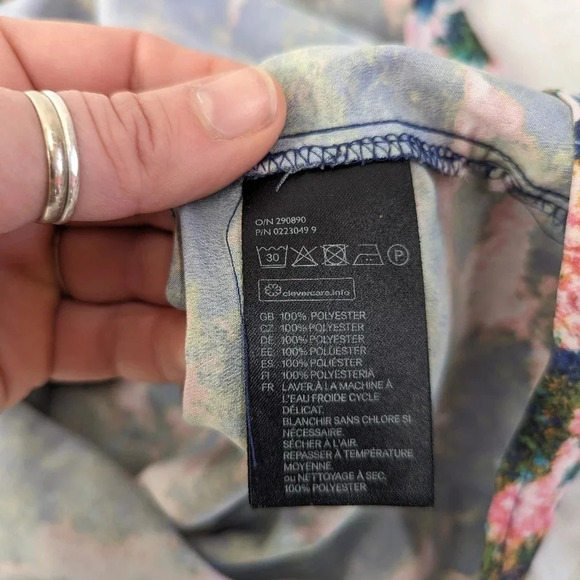 O/N 290890
P/N 0223049 9
30 P
clevercare.info
GB 100% POLYESTER
CZ 100% POLYESTER
DE 100% POLYESTER
EE 100% POLÜESTER
ES 100% POLIÉSTER
FI 100% POLYESTERIA
FR LAVER À LA MACHINE À
L'EAU FROIDE CYCLE
DÉLICAT.
BLANCHIR SANS CHLORE SI
NÉCESSAIRE.
SÉCHER À L'AIR.
REPASSER À TEMPÉRATURE
MOYENNE.
ou NETTOYAGE À SEC.
100% POLYESTER